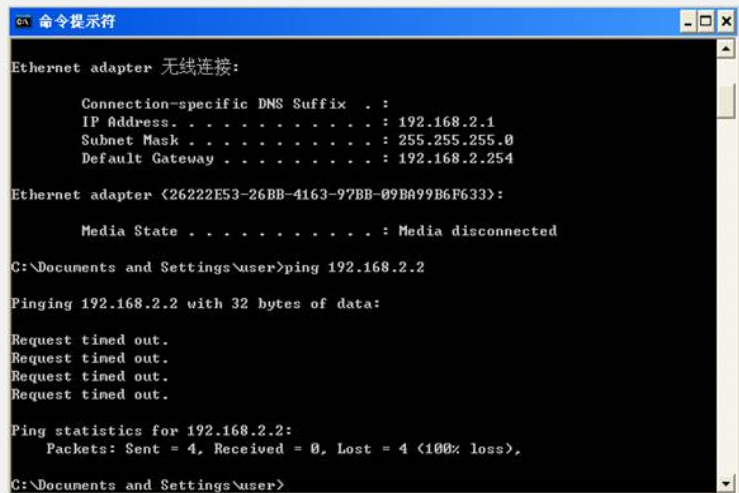 命令提示符
Ethernet adapter 无线连接:
Connection-specific DNS Suffix . :
IP Address. . . . . . . . . . . . : 192.168.2.1
Subnet Mask . . . . . . . . . . . : 255.255.255.0
Default Gateway . . . . . . . . . : 192.168.2.254
Ethernet adapter {26222E53-26BB-4163-97BB-09BA99B6F633}:
Media State . . . . . . . . . . . : Media disconnected
C:\Documents and Settings\user>ping 192.168.2.2
Pinging 192.168.2.2 with 32 bytes of data:
Request timed out.
Request timed out.
Request timed out.
Request timed out.
Ping statistics for 192.168.2.2:
Packets: Sent = 4, Received = 0, Lost = 4 (100% loss),
C:\Documents and Settings\user>